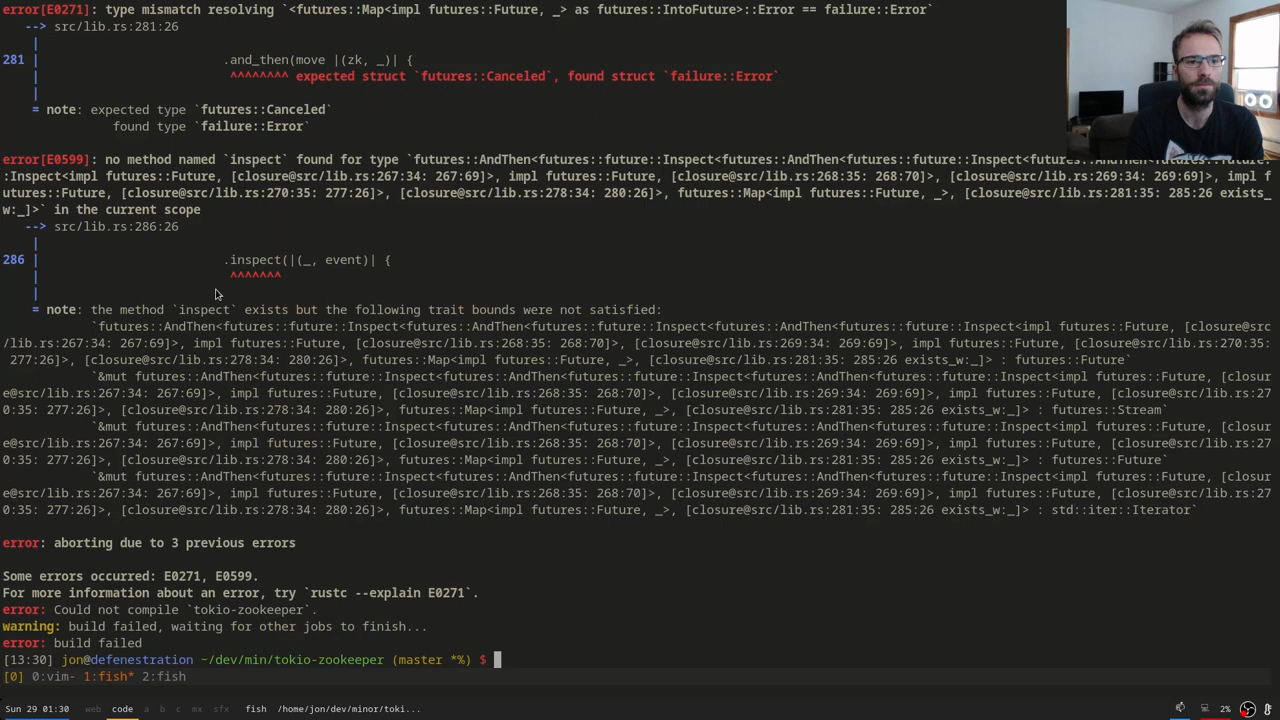 error[E0271]: type mismatch resolving `<futures::Map<impl futures::Future, _> as futures::IntoFuture>::Error == failure::Error`
--> src/lib.rs:281:26
|
281 | .and_then(move |(zk, _)| {
| ^^^^^^^^ expected struct `futures::Canceled`, found struct `failure::Error`
|
= note: expected type `futures::Canceled`
found type `failure::Error`
error[E0599]: no method named `inspect` found for type `futures::AndThen<futures::future::Inspect<futures::AndThen<futures::future::Inspect<futures::AndThen<futures::future:
:Inspect<impl futures::Future, [closure@src/lib.rs:267:34: 267:69]>, impl futures::Future, [closure@src/lib.rs:268:35: 268:70]>, [closure@src/lib.rs:269:34: 269:69]>, impl f
utures::Future, [closure@src/lib.rs:270:35: 277:26]>, [closure@src/lib.rs:278:34: 280:26]>, futures::Map<impl futures::Future, _>, [closure@src/lib.rs:281:35: 285:26 exists_
w:_]>` in the current scope
--> src/lib.rs:286:26
|
286 | .inspect(|(_, event)| {
| ^^^^^^^
|
= note: the method `inspect` exists but the following trait bounds were not satisfied:
`futures::AndThen<futures::future::Inspect<futures::AndThen<futures::future::Inspect<futures::AndThen<futures::future::Inspect<impl futures::Future, [closure@src
/lib.rs:267:34: 267:69]>, impl futures::Future, [closure@src/lib.rs:268:35: 268:70]>, [closure@src/lib.rs:269:34: 269:69]>, impl futures::Future, [closure@src/lib.rs:270:35:
277:26]>, [closure@src/lib.rs:278:34: 280:26]>, futures::Map<impl futures::Future, _>, [closure@src/lib.rs:281:35: 285:26 exists_w:_]> : futures::Future`
`&mut futures::AndThen<futures::future::Inspect<futures::AndThen<futures::future::Inspect<futures::AndThen<futures::future::Inspect<impl futures::Future, [closur
e@src/lib.rs:267:34: 267:69]>, impl futures::Future, [closure@src/lib.rs:268:35: 268:70]>, [closure@src/lib.rs:269:34: 269:69]>, impl futures::Future, [closure@src/lib.rs:27
0:35: 277:26]>, [closure@src/lib.rs:278:34: 280:26]>, futures::Map<impl futures::Future, _>, [closure@src/lib.rs:281:35: 285:26 exists_w:_]> : futures::Stream`
`&mut futures::AndThen<futures::future::Inspect<futures::AndThen<futures::future::Inspect<futures::AndThen<futures::future::Inspect<impl futures::Future, [closur
e@src/lib.rs:267:34: 267:69]>, impl futures::Future, [closure@src/lib.rs:268:35: 268:70]>, [closure@src/lib.rs:269:34: 269:69]>, impl futures::Future, [closure@src/lib.rs:27
0:35: 277:26]>, [closure@src/lib.rs:278:34: 280:26]>, futures::Map<impl futures::Future, _>, [closure@src/lib.rs:281:35: 285:26 exists_w:_]> : futures::Future`
`&mut futures::AndThen<futures::future::Inspect<futures::AndThen<futures::future::Inspect<futures::AndThen<futures::future::Inspect<impl futures::Future, [closur
e@src/lib.rs:267:34: 267:69]>, impl futures::Future, [closure@src/lib.rs:268:35: 268:70]>, [closure@src/lib.rs:269:34: 269:69]>, impl futures::Future, [closure@src/lib.rs:27
0:35: 277:26]>, [closure@src/lib.rs:278:34: 280:26]>, futures::Map<impl futures::Future, _>, [closure@src/lib.rs:281:35: 285:26 exists_w:_]> : std::iter::Iterator`
error: aborting due to 3 previous errors
Some errors occurred: E0271, E0599.
For more information about an error, try `rustc --explain E0271`.
error: Could not compile `tokio-zookeeper`.
warning: build failed, waiting for other jobs to finish...
error: build failed
[13:30] jon@defenestration ~/dev/min/tokio-zookeeper (master *%) $
[0] 0:vim- 1:fish* 2:fish
Sun 29 01:30 web code a b c mx sfx fish /home/jon/dev/minor/toki... 2%